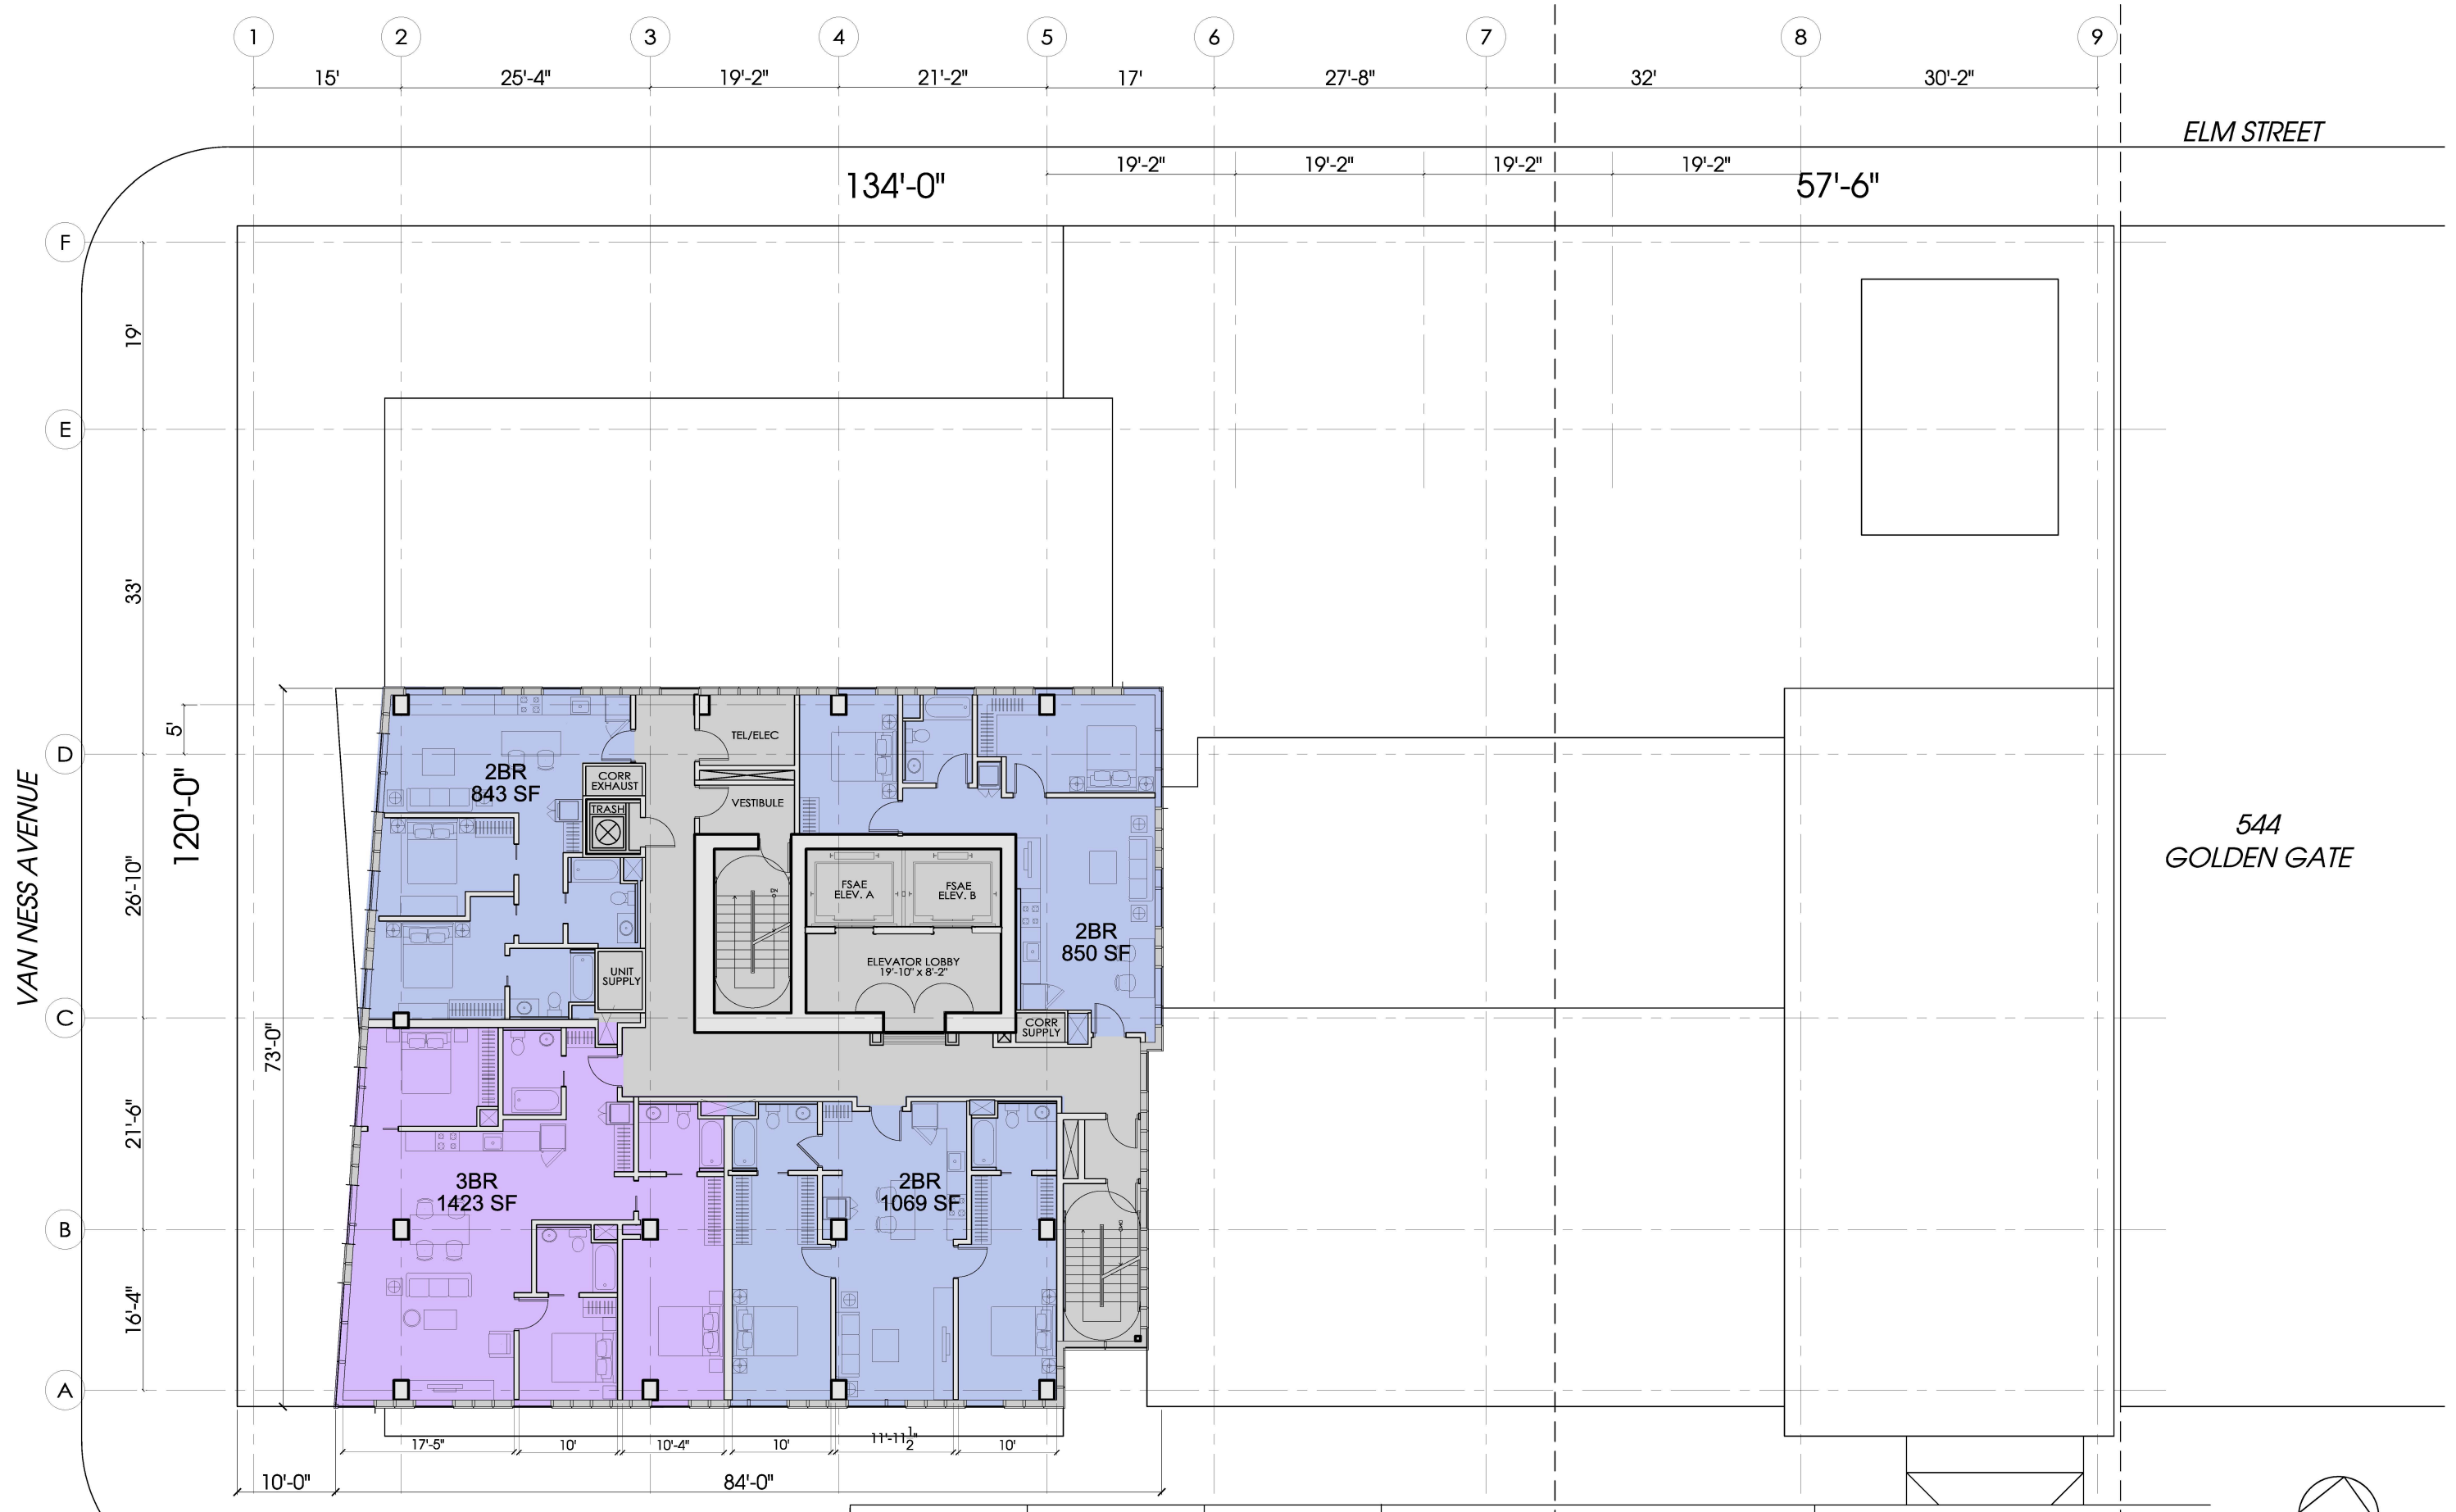 1 2 3 4 5 6 7 8 9
15' 25'-4" 19'-2" 21'-2" 17' 27'-8" 32' 30'-2"
ELM STREET
19'-2" 19'-2" 19'-2" 19'-2"
134'-0" 57'-6"
F
19'
E
33'
5'
D
120'-0"
VAN NESS AVENUE
26'-10"
C
73'-0"
21'-6"
B
16'-4"
A
TEL/ELEC
2BR
843 SF
CORR
EXHAUST
TRASH
VESTIBULE
544
GOLDEN GATE
DN
FSAE
ELEV. A
FSAE
ELEV. B
2BR
850 SF
UNIT
SUPPLY
ELEVATOR LOBBY
19'-10" x 8'-2"
CORR
SUPPLY
3BR
1423 SF
2BR
1069 SF
17'-5" 10' 10'-4" 10' 11'-11 1/2" 10'
10'-0" 84'-0"